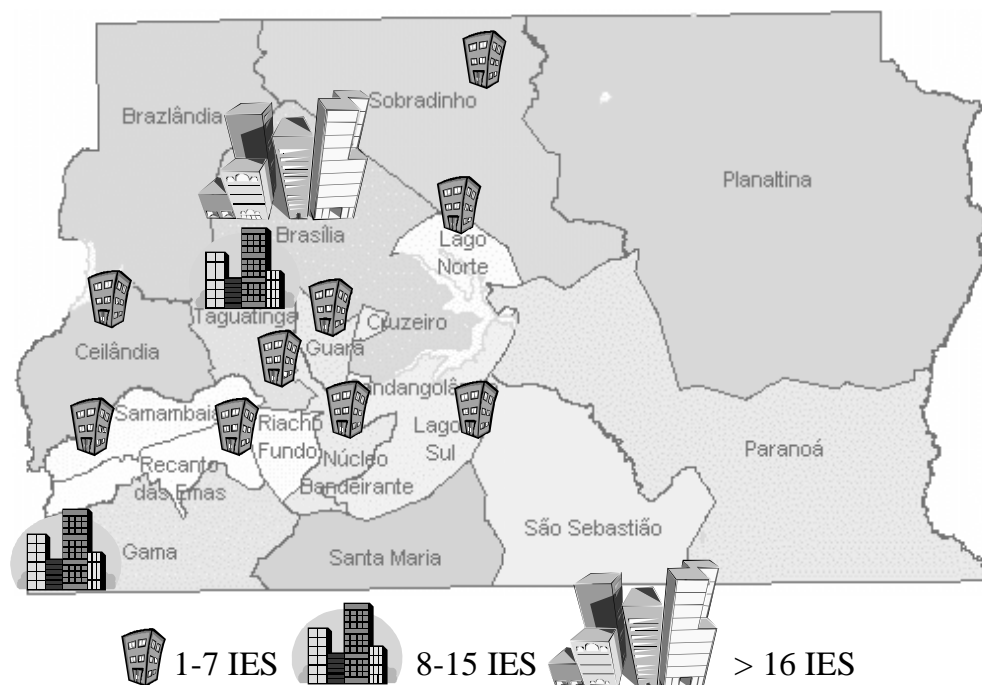 Sobradinho
Brazlândia
Planaltina
Brasília
Lago
Norte
Taguatinga
Cruzeiro
Guará
Ceilândia
Candangolân
Samambaia
Riacho
Fundo
Lago
Sul
Núcleo
Bandeirante
Recanto
das Emas
Paranoá
São Sebastião
Gama
Santa Maria
1-7 IES 8-15 IES > 16 IES